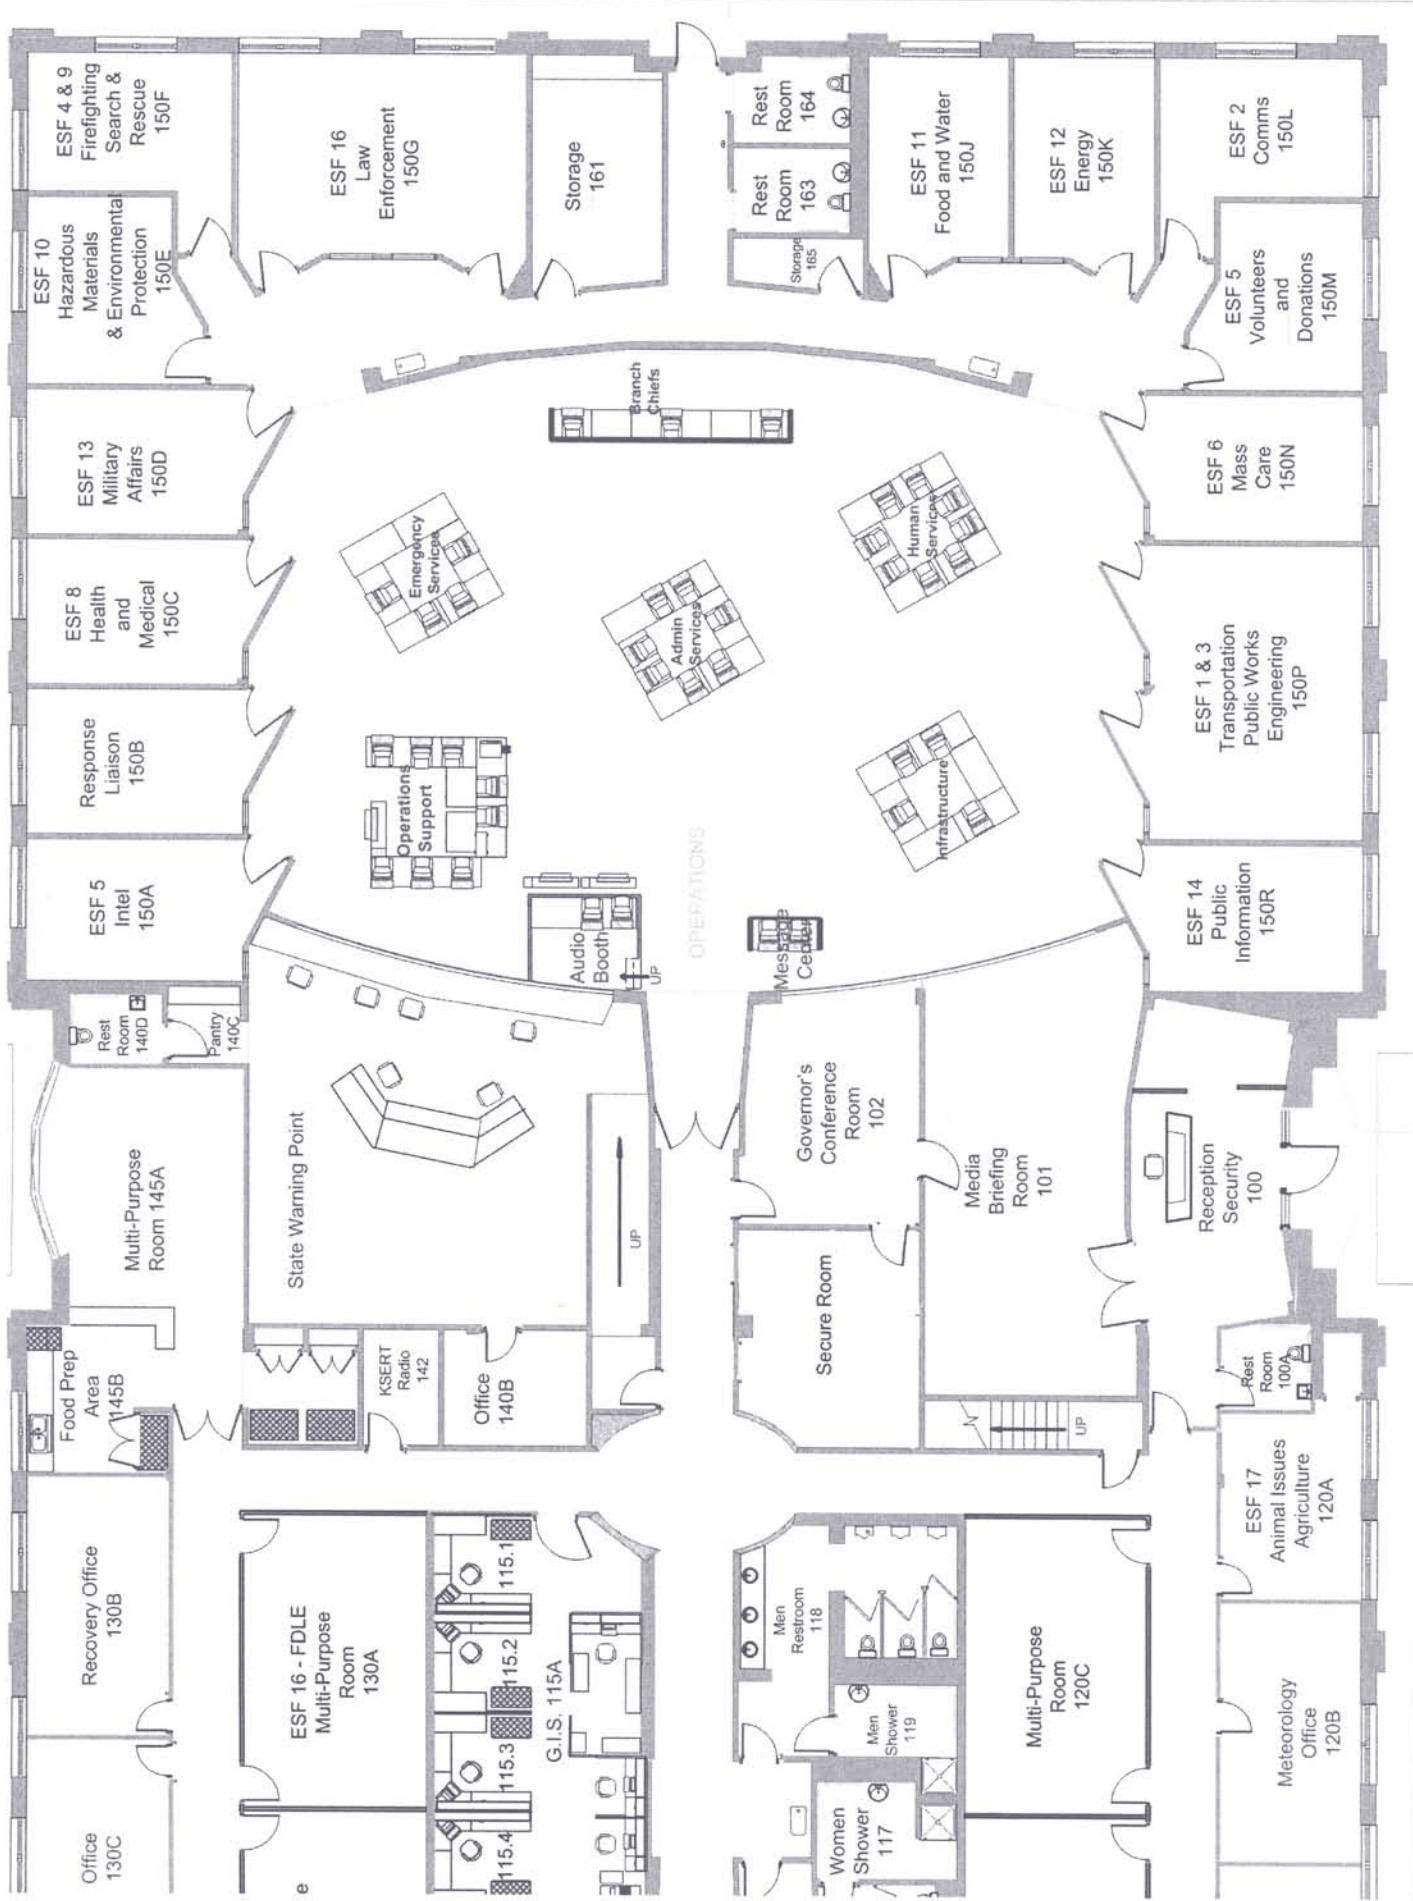 ESF 4 & 9
Firefighting
Search &
Rescue
150F
ESF 10
Hazardous
Materials
& Environmental
Protection
150E
ESF 13
Military
Affairs
150D
ESF 8
Health
and
Medical
150C
Response
Liaison
150B
ESF 5
Intel
150A
ESF 16
Law
Enforcement
150G
Storage
161
Rest
Room
164
Rest
Room
163
Storage
165
ESF 11
Food and Water
150J
ESF 12
Energy
150K
ESF 2
Comms
150L
ESF 5
Volunteers
and
Donations
150M
ESF 6
Mass
Care
150N
ESF 1 & 3
Transportation
Public Works
Engineering
150P
ESF 14
Public
Information
150R
Branch
Chiefs
Emergency
Services
Human
Services
Admin
Services
Operations
Support
Infrastructure
OPERATIONS
Audio
Booth
UP
Message
Center
Rest
Room
140D
Pantry
140C
Multi-Purpose
Room 145A
Food Prep
Area
145B
State Warning Point
UP
KSERT
Radio
142
Office
140B
Governor's
Conference
Room
102
Secure Room
Media
Briefing
Room
101
Reception
Security
100
Rest
Room
100A
UP
N
ESF 17
Animal Issues
Agriculture
120A
Meteorology
Office
120B
Multi-Purpose
Room
120C
Men
Restroom
118
Men
Shower
119
Women
Shower
117
G.I.S. 115A
115.1
115.2
115.3
115.4
ESF 16 - FDLE
Multi-Purpose
Room
130A
Recovery Office
130B
Office
130C
e